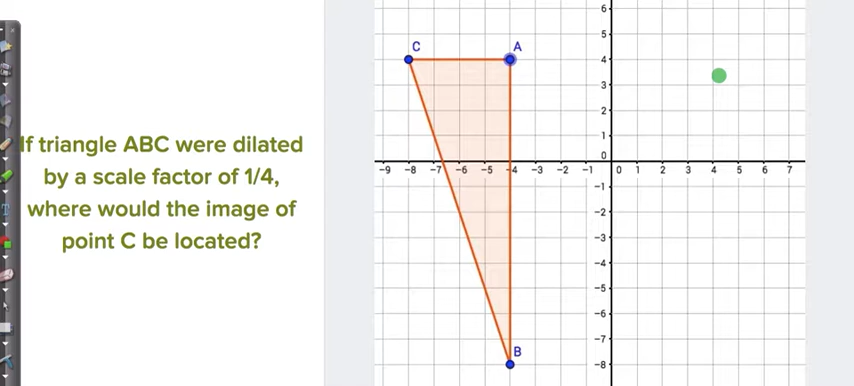 If triangle ABC were dilated
by a scale factor of 1/4,
where would the image of
point C be located?
6
5
C
A
4
3
2
1
0
-9 -8 -7 -6 -5 -4 -3 -2 -1 0 1 2 3 4 5 6 7
-1
-2
-3
-4
-5
-6
-7
B
-8